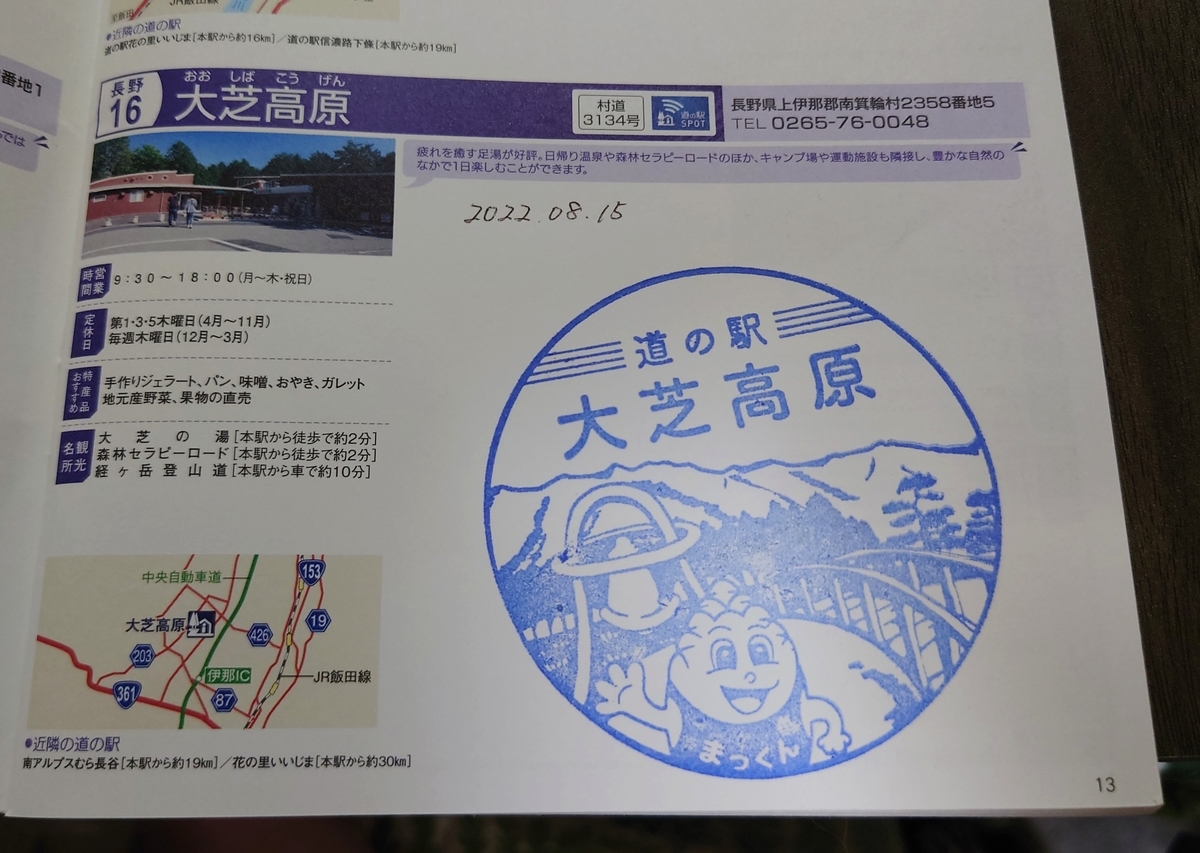 JR飯田線
至飯田
●近隣の道の駅
道の駅花の里いいじま[本駅から約16km]／道の駅信濃路下條[本駅から約19km]
番地1
では
長野
16
おお しば こう げん
大芝高原
村道
3134号
道の駅
SPOT
長野県上伊那郡南箕輪村2358番地5
TEL 0265-76-0048
疲れを癒す足湯が好評。日帰り温泉や森林セラピーロードのほか、キャンプ場や運動施設も隣接し、豊かな自然の
なかで1日楽しむことができます。
2022.08.15
営業時間
9:30～18:00(月～木・祝日)
定休日
第1・3・5木曜日(4月～11月)
毎週木曜日(12月～3月)
特産品おすすめ
手作りジェラート、パン、味噌、おやき、ガレット
地元産野菜、果物の直売
観光名所
大芝の湯[本駅から徒歩で約2分]
森林セラピーロード[本駅から徒歩で約2分]
経ヶ岳登山道[本駅から車で約10分]
道の駅
大芝高原
まっくん
中央自動車道
153
大芝高原
19
426
203
伊那IC
JR飯田線
361
87
●近隣の道の駅
南アルプスむら長谷[本駅から約19km]／花の里いいじま[本駅から約30km]
13